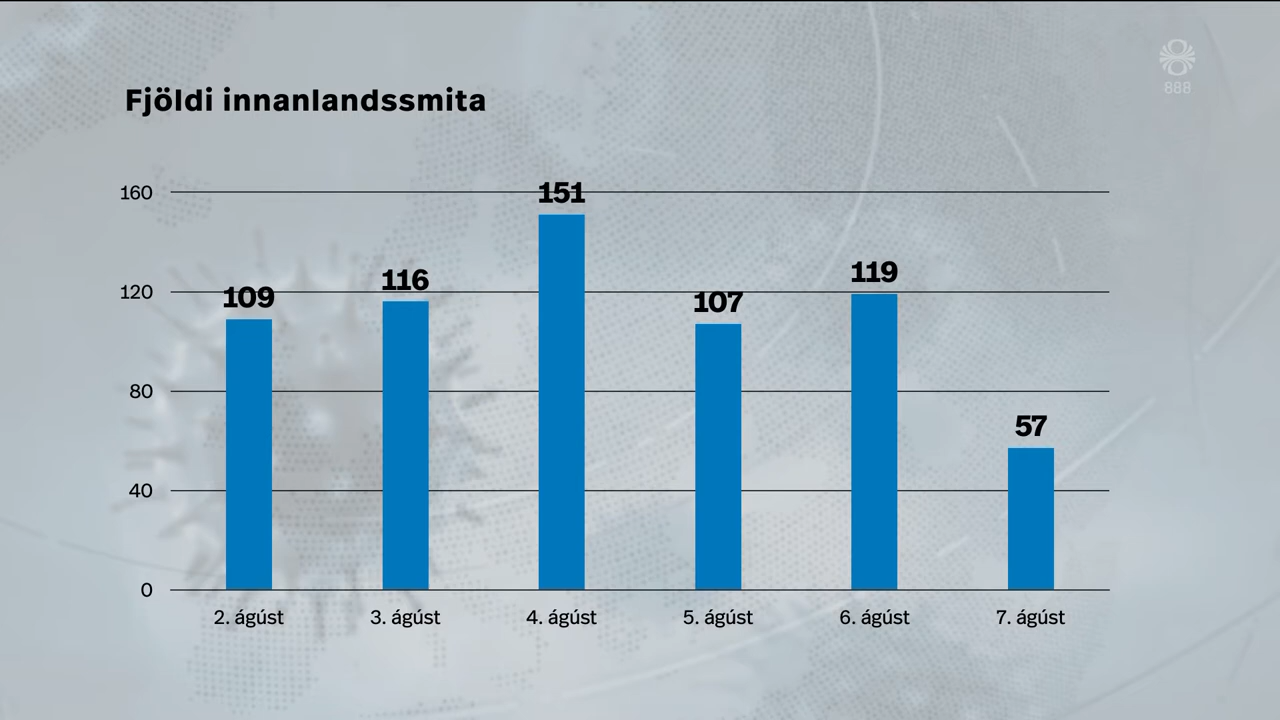 Fjöldi innanlandssmita
888
160
120
80
40
0
109
116
151
107
119
57
2. ágúst
3. ágúst
4. ágúst
5. ágúst
6. ágúst
7. ágúst